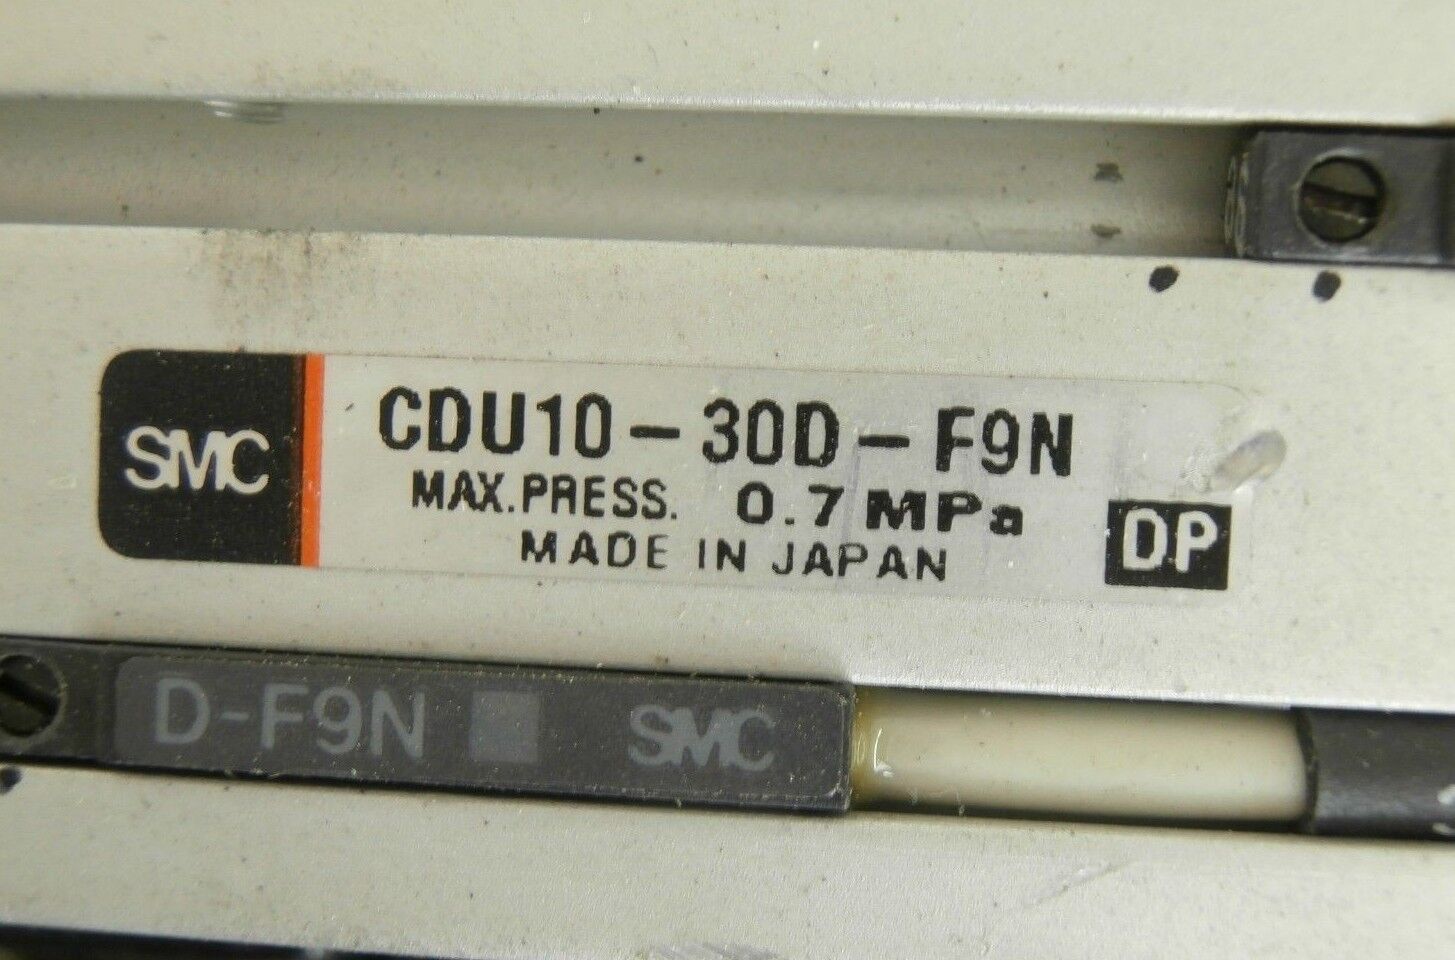 SMC
CDU10-30D-F9N
MAX.PRESS. 0.7MPa
MADE IN JAPAN
DP
D-F9N SMC